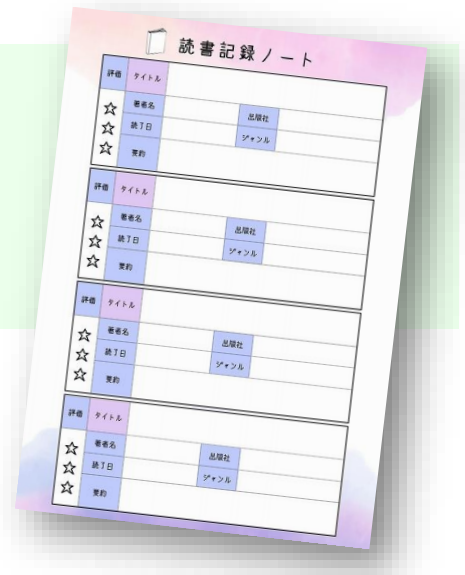 読書記録ノート
評価 タイトル
著者名 出版社
読了日 ジャンル
要約
評価 タイトル
著者名 出版社
読了日 ジャンル
要約
評価 タイトル
著者名 出版社
読了日 ジャンル
要約
評価 タイトル
著者名 出版社
読了日 ジャンル
要約